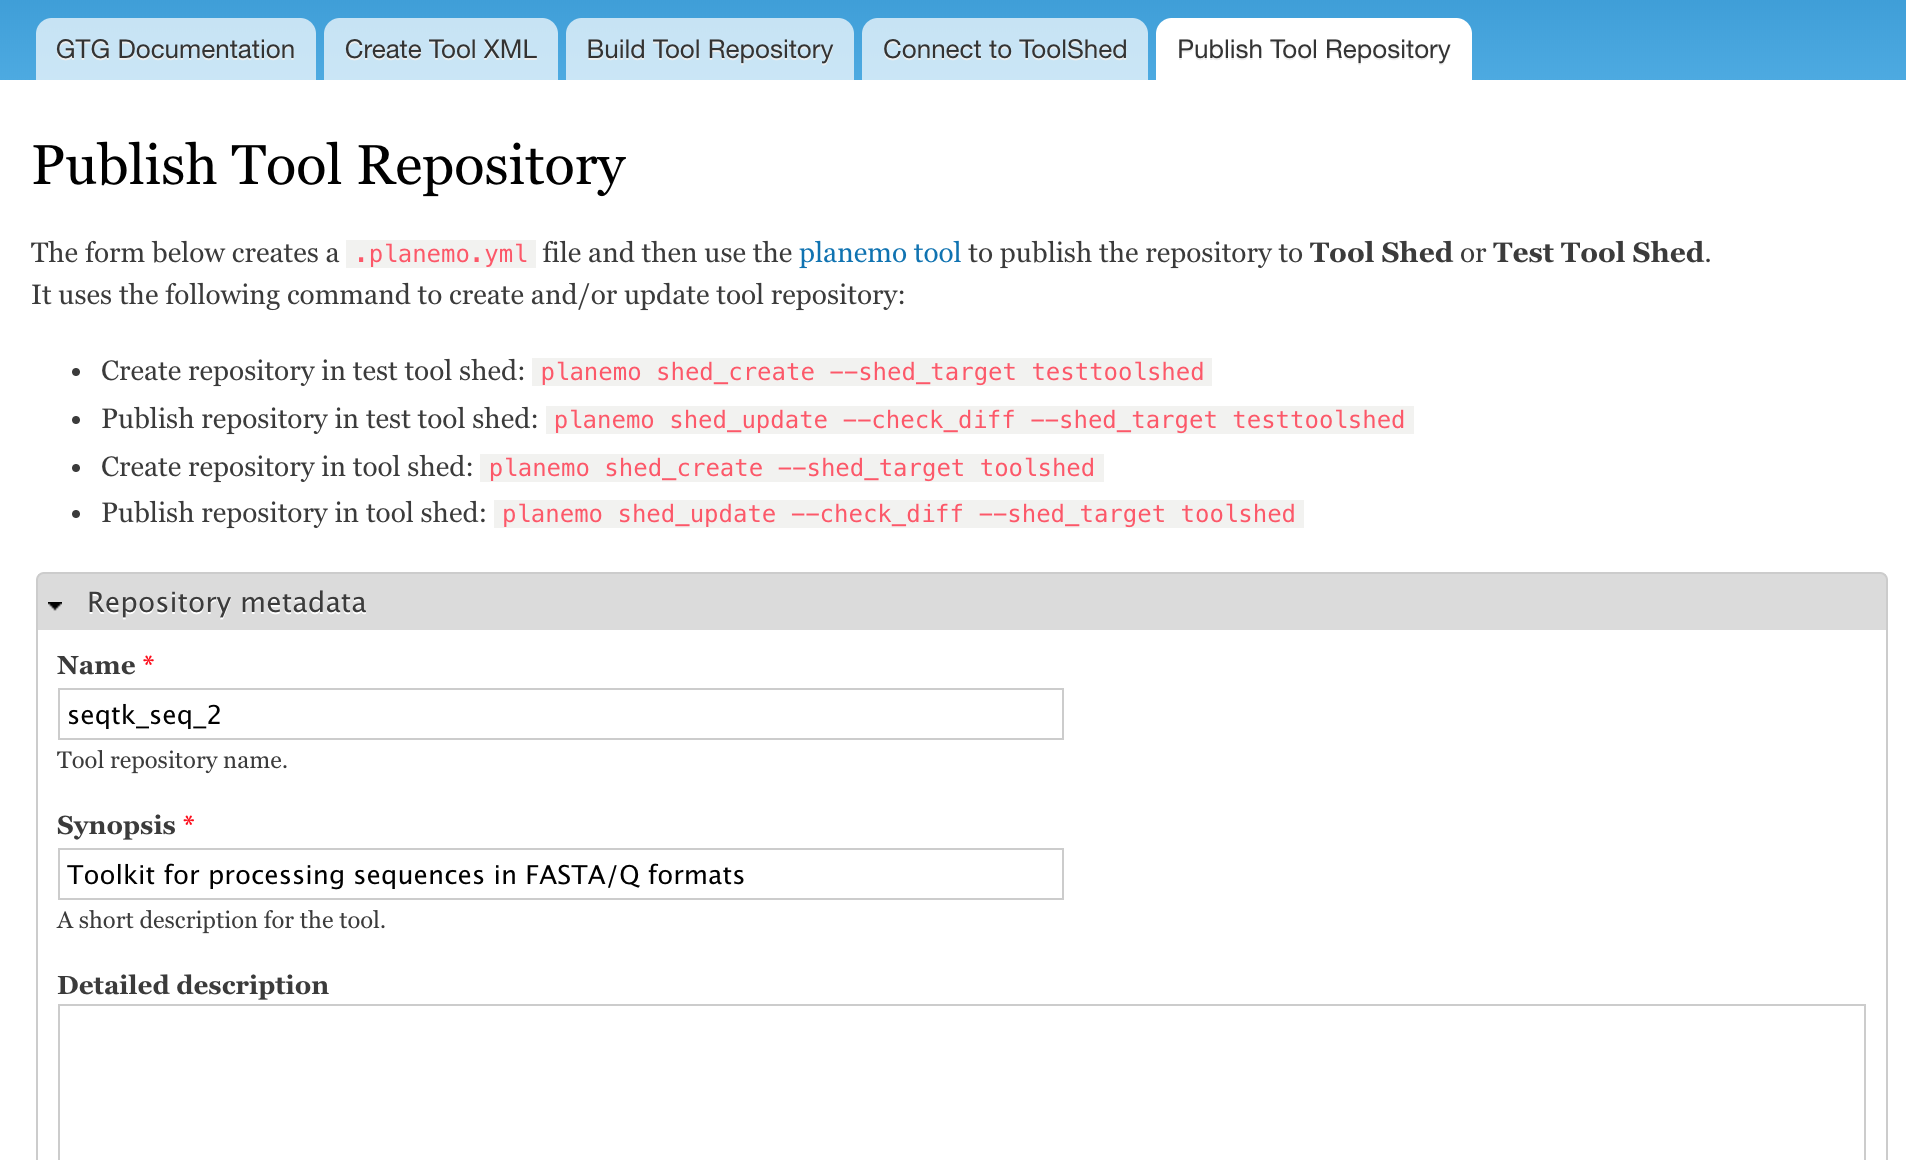 GTG Documentation Create Tool XML Build Tool Repository Connect to ToolShed Publish Tool Repository
Publish Tool Repository
The form below creates a .planemo.yml file and then use the planemo tool to publish the repository to Tool Shed or Test Tool Shed.
It uses the following command to create and/or update tool repository:
• Create repository in test tool shed: planemo shed_create --shed_target testtoolshed
• Publish repository in test tool shed: planemo shed_update --check_diff --shed_target testtoolshed
• Create repository in tool shed: planemo shed_create --shed_target toolshed
• Publish repository in tool shed: planemo shed_update --check_diff --shed_target toolshed
Repository metadata
Name *
seqtk_seq_2
Tool repository name.
Synopsis *
Toolkit for processing sequences in FASTA/Q formats
A short description for the tool.
Detailed description